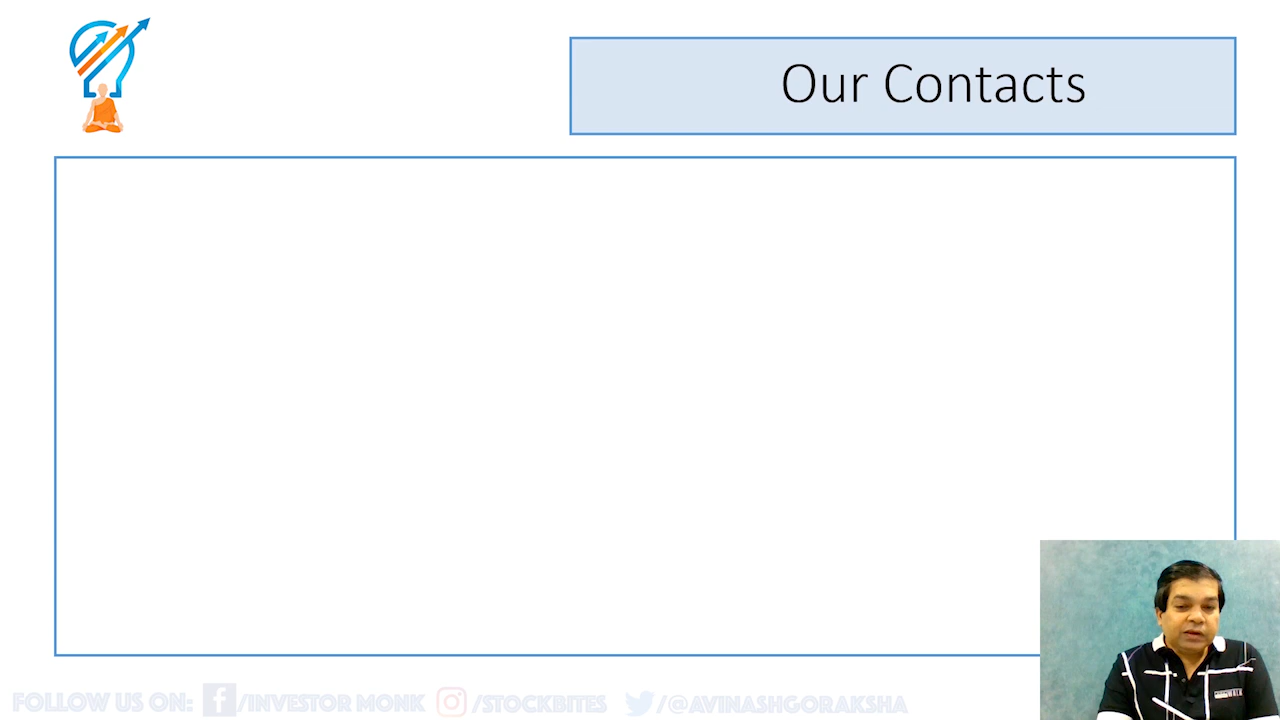 Our Contacts
FOLLOW US ON: /INVESTOR MONK /STOCKBITES /@AVINASHGORAKSHA